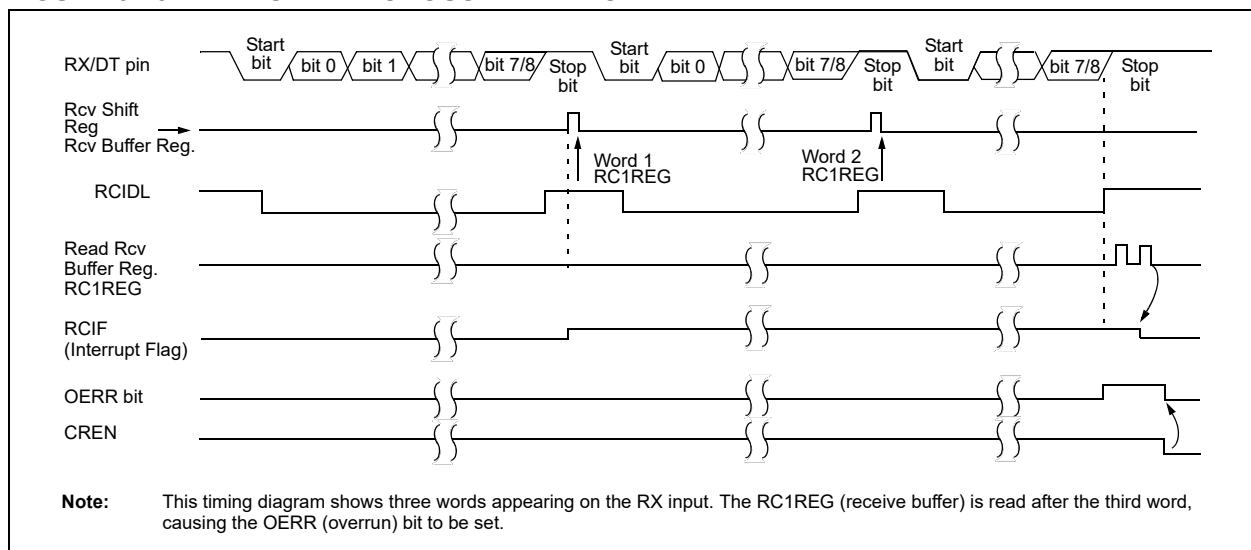 Start bit
bit 0
bit 1
bit 7/8
Stop bit
Start bit
bit 0
bit 7/8
Stop bit
Start bit
bit 7/8
Stop bit
RX/DT pin
Rcv Shift
Reg
Rcv Buffer Reg.
Word 1
RC1REG
Word 2
RC1REG
RCIDL
Read Rcv
Buffer Reg.
RC1REG
RCIF
(Interrupt Flag)
OERR bit
CREN
Note: This timing diagram shows three words appearing on the RX input. The RC1REG (receive buffer) is read after the third word,
causing the OERR (overrun) bit to be set.